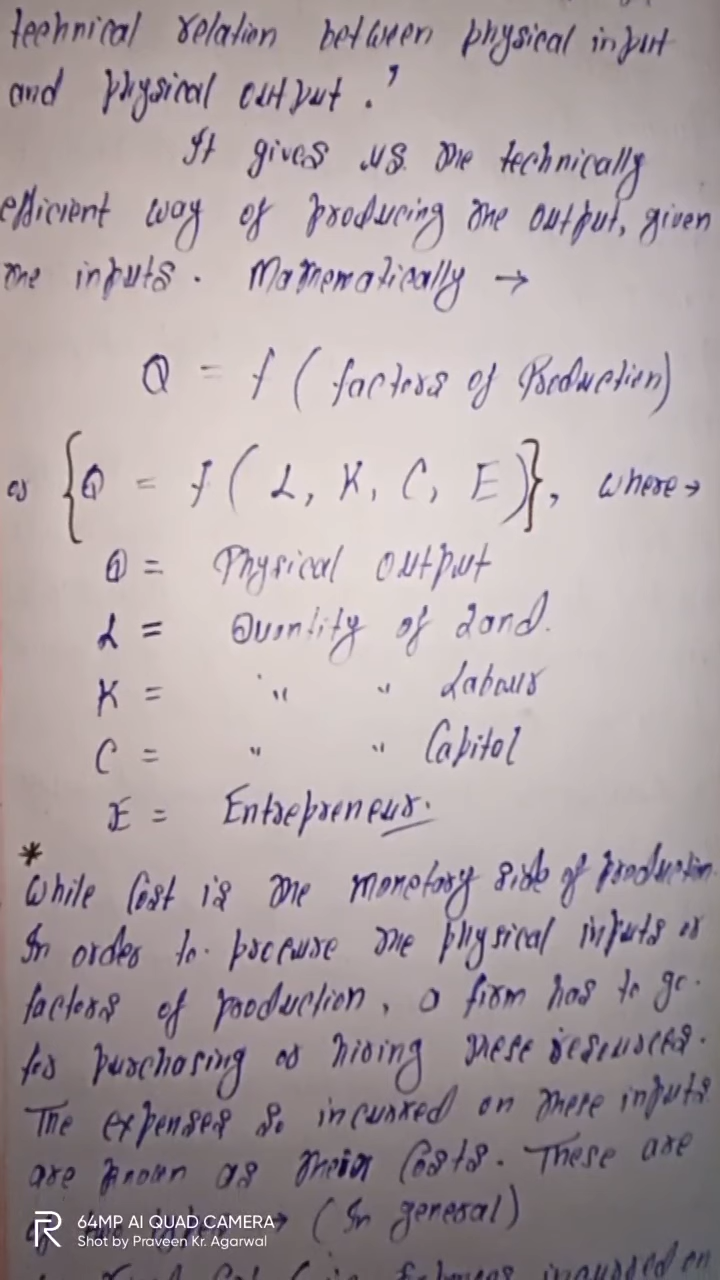 technical relation between physical input
and physical output.'
It gives us the technically
efficient way of producing the output, given
the inputs. Mathematically →
Q = f ( factors of Production)
or { Q = f ( L, K, C, E ) }, where →
Q = Physical output
L = Quantity of Land.
K = " " Labour
C = " " Capital
E = Entrepreneur.
*
While Cost is the monetary side of production.
In order to procure the physical inputs or
factors of production, a firm has to go
for purchasing or hiring these resources.
The expenses so incurred on these inputs
are known as their Costs. These are
of → (In general)
64MP AI QUAD CAMERA
Shot by Praveen Kr. Agarwal
incurred on